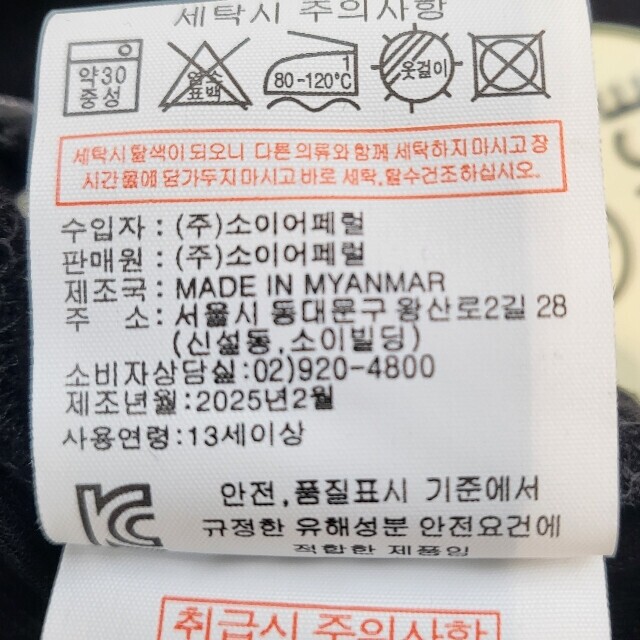 세탁시 주의사항
약30
중성
염소
표백
1
80-120℃
옷걸이
세탁시 탈색이 되오니 다른 의류와 함께 세탁하지 마시고 장
시간 물에 담가두지 마시고 바로 세탁,탈수건조하십시오.
수입자 : (주)소이어패럴
판매원 : (주)소이어패럴
제조국 : MADE IN MYANMAR
주 소 : 서울시 동대문구 왕산로2길 28
(신설동,소이빌딩)
소비자상담실:02)920-4800
제조년월:2025년2월
사용연령:13세이상
안전,품질표시 기준에서
규정한 유해성분 안전요건에
적합한 제품임
취급시 주의사항